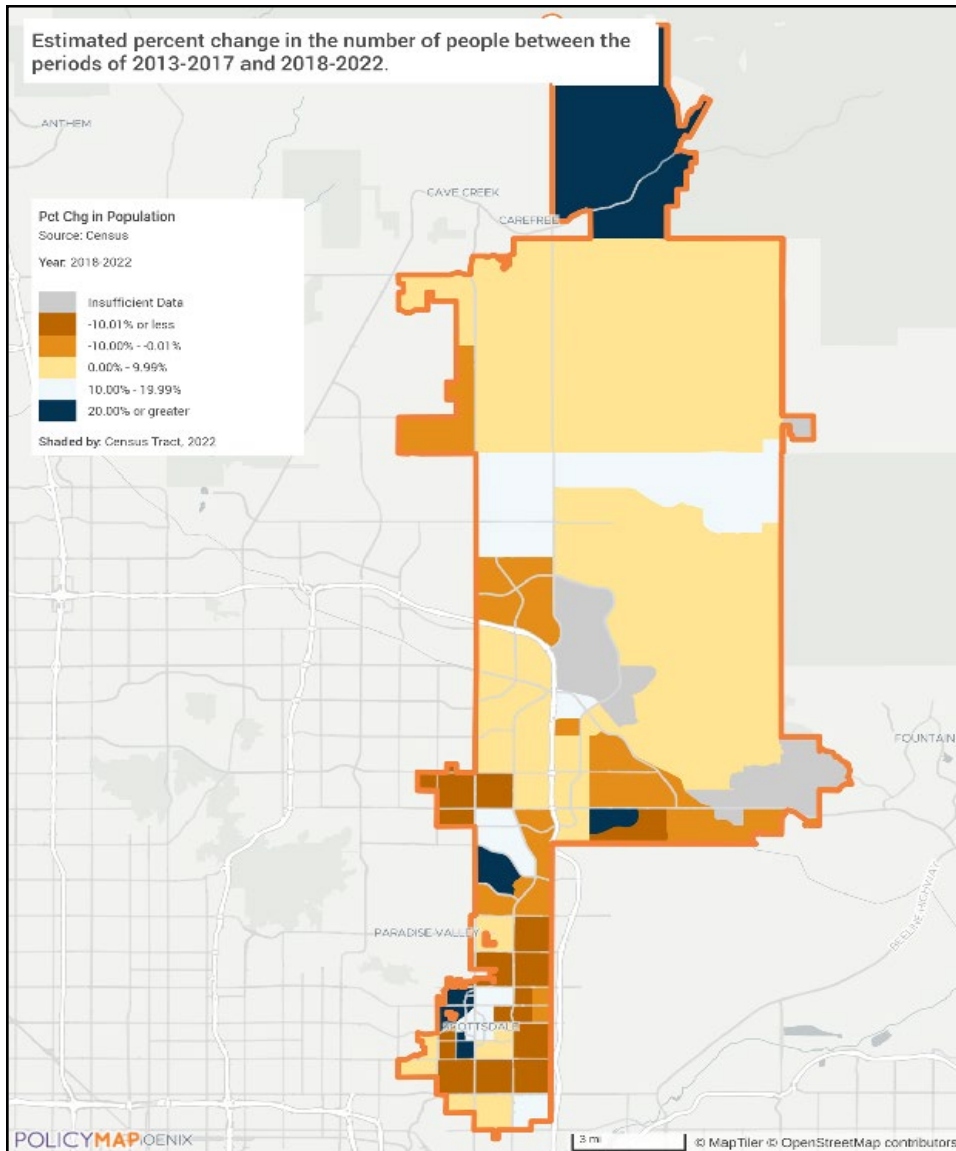 Estimated percent change in the number of people between the
periods of 2013-2017 and 2018-2022.
ANTHEM
CAVE CREEK
CAREFREE
Pct Chg in Population
Source: Census
Year: 2018-2022
Insufficient Data
-10.01% or less
-10.00% - -0.01%
0.00% - 9.99%
10.00% - 19.99%
20.00% or greater
Shaded by: Census Tract, 2022
FOUNTAIN
PARADISE VALLEY
BEELINE HIGHWAY
SCOTTSDALE
POLICYMAP
OENIX
3 mi
© MapTiler © OpenStreetMap contributors